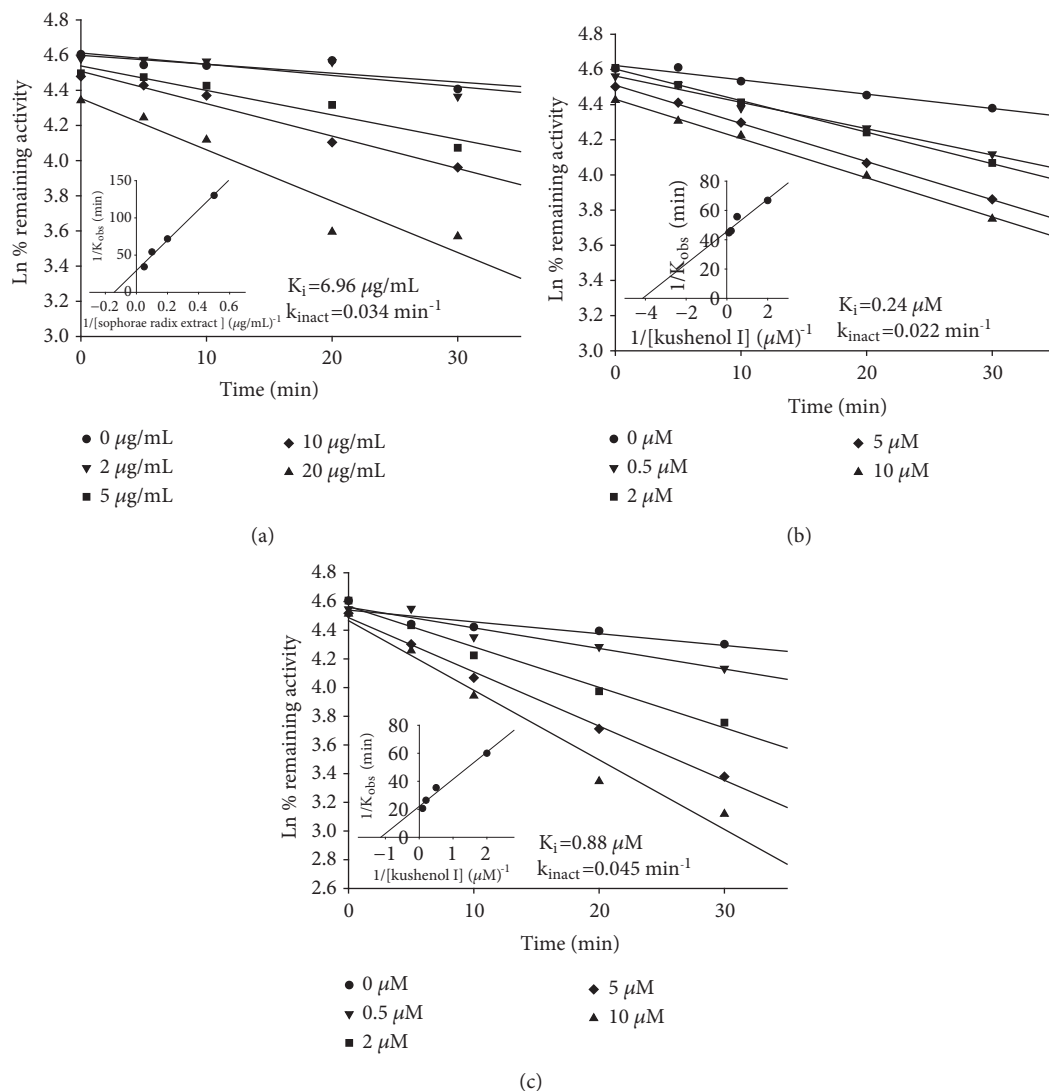 4.8
4.6
4.4
4.2
4.0
3.8
3.6
3.4
3.2
3.0
Ln % remaining activity
150
100
50
0
1/K_obs (min)
−0.2 0.0 0.2 0.4 0.6
1/[sophorae radix extract ] (μg/mL)^-1
K_i=6.96 μg/mL
k_inact=0.034 min^-1
0 10 20 30
Time (min)
0 μg/mL
2 μg/mL
5 μg/mL
10 μg/mL
20 μg/mL
(a)
4.8
4.6
4.4
4.2
4.0
3.8
3.6
3.4
3.2
3.0
Ln % remaining activity
80
60
40
20
0
1/K_obs (min)
−4 −2 0 2
1/[kushenol I] (μM)^-1
K_i=0.24 μM
k_inact=0.022 min^-1
0 10 20 30
Time (min)
0 μM
0.5 μM
2 μM
5 μM
10 μM
(b)
4.8
4.6
4.4
4.2
4.0
3.8
3.6
3.4
3.2
3.0
2.8
2.6
Ln % remaining activity
80
60
40
20
0
1/K_obs (min)
−1 0 1 2
1/[kushenol I] (μM)^-1
K_i=0.88 μM
k_inact=0.045 min^-1
0 10 20 30
Time (min)
0 μM
0.5 μM
2 μM
5 μM
10 μM
(c)